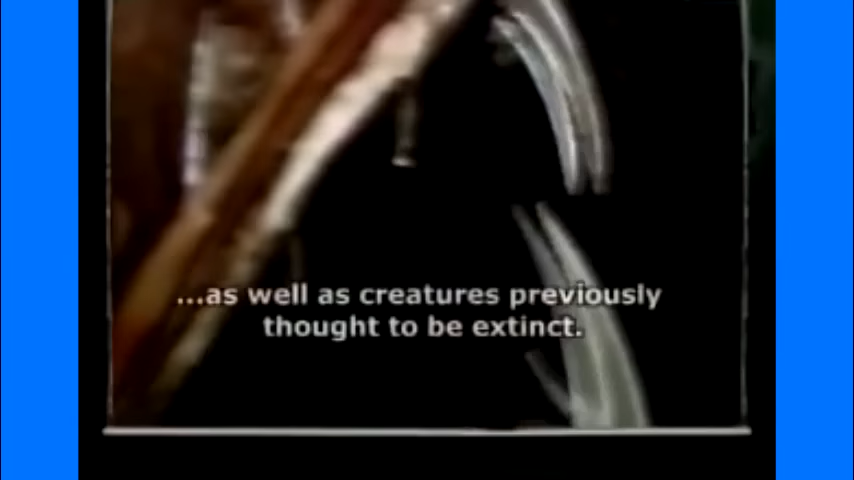 ...as well as creatures previously
thought to be extinct.